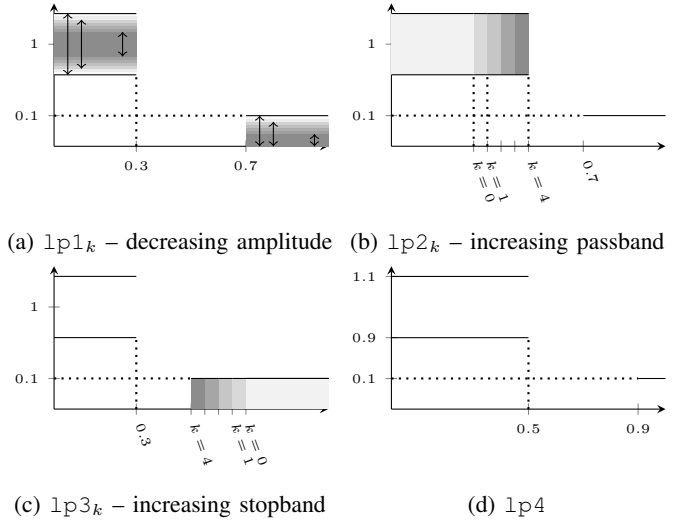 1
0.1
0.3
0.7
(a) lp1k – decreasing amplitude
1
0.1
k = 0
k = 1
k = 4
0.7
(b) lp2k – increasing passband
1
0.1
0.3
k = 4
k = 1
k = 0
(c) lp3k – increasing stopband
1.1
0.9
0.1
0.5
0.9
(d) lp4